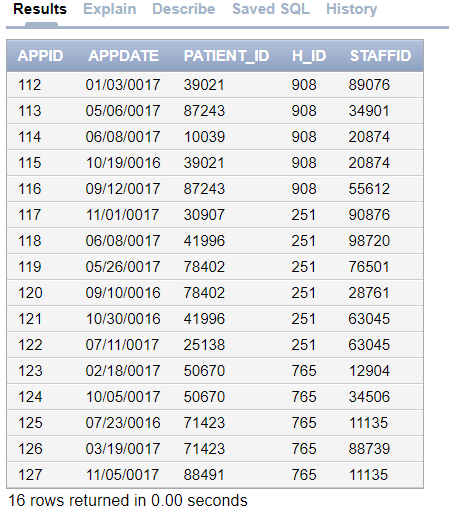 Results Explain Describe Saved SQL History
APPID APPDATE PATIENT_ID H_ID STAFFID
112 01/03/0017 39021 908 89076
113 05/06/0017 87243 908 34901
114 06/08/0017 10039 908 20874
115 10/19/0016 39021 908 20874
116 09/12/0017 87243 908 55612
117 11/01/0017 30907 251 90876
118 06/08/0017 41996 251 98720
119 05/26/0017 78402 251 76501
120 09/10/0016 78402 251 28761
121 10/30/0016 41996 251 63045
122 07/11/0017 25138 251 63045
123 02/18/0017 50670 765 12904
124 10/05/0017 50670 765 34506
125 07/23/0016 71423 765 11135
126 03/19/0017 71423 765 88739
127 11/05/0017 88491 765 11135
16 rows returned in 0.00 seconds